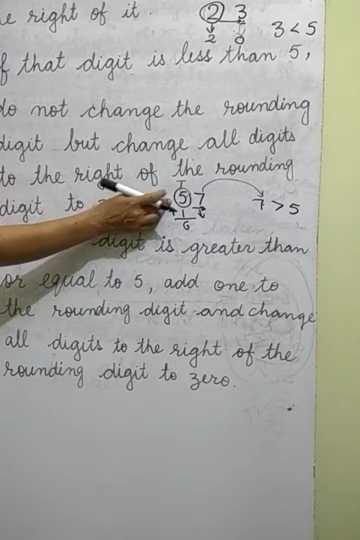 e right of it. ② 3
2 0 3 < 5
f that digit is less than 5,
do not change the rounding
digit but change all digits
to the right of the rounding
T
digit to ⑤ 7 7 > 5
1
6
digit is greater than
or equal to 5, add one to
the rounding digit and change
all digits to the right of the
rounding digit to zero.